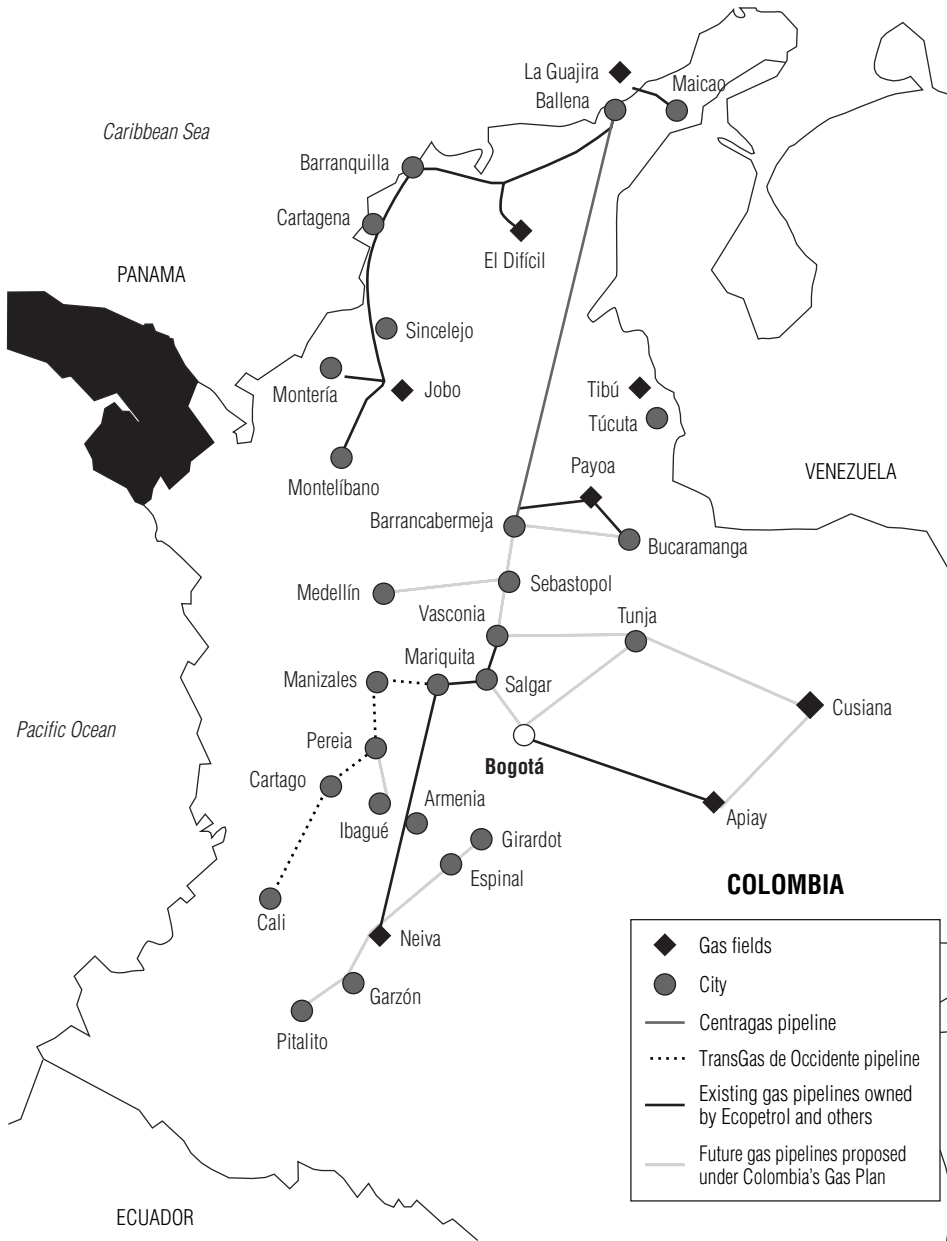 La Guajira
Maicao
Ballena
Caribbean Sea
Barranquilla
Cartagena
El Difícil
PANAMA
Sincelejo
Montería
Jobo
Tibú
Túcuta
Payoa
VENEZUELA
Montelíbano
Barrancabermeja
Bucaramanga
Medellín
Sebastopol
Vasconia
Tunja
Mariquita
Manizales
Salgar
Cusiana
Pacific Ocean
Pereia
Bogotá
Cartago
Armenia
Apiay
Ibagué
Girardot
Espinal
COLOMBIA
Cali
Neiva
Garzón
Pitalito
Gas fields
City
Centragas pipeline
TransGas de Occidente pipeline
Existing gas pipelines owned
by Ecopetrol and others
Future gas pipelines proposed
under Colombia's Gas Plan
ECUADOR